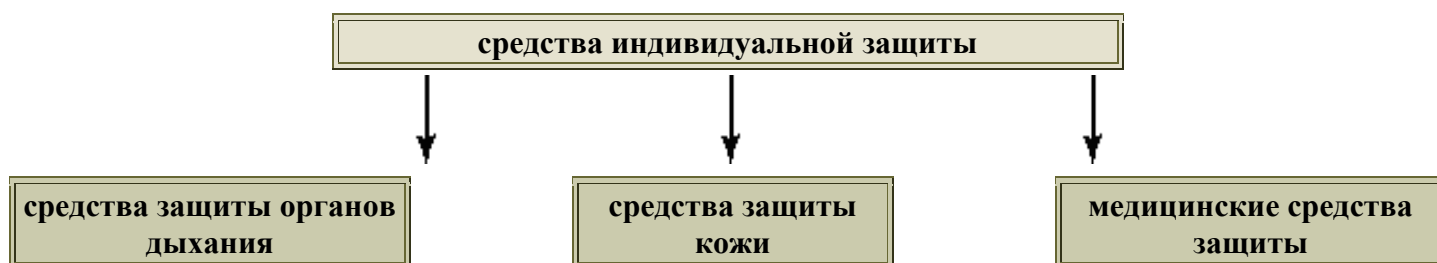 средства индивидуальной защиты
средства защиты органов
дыхания
средства защиты
кожи
медицинские средства
защиты